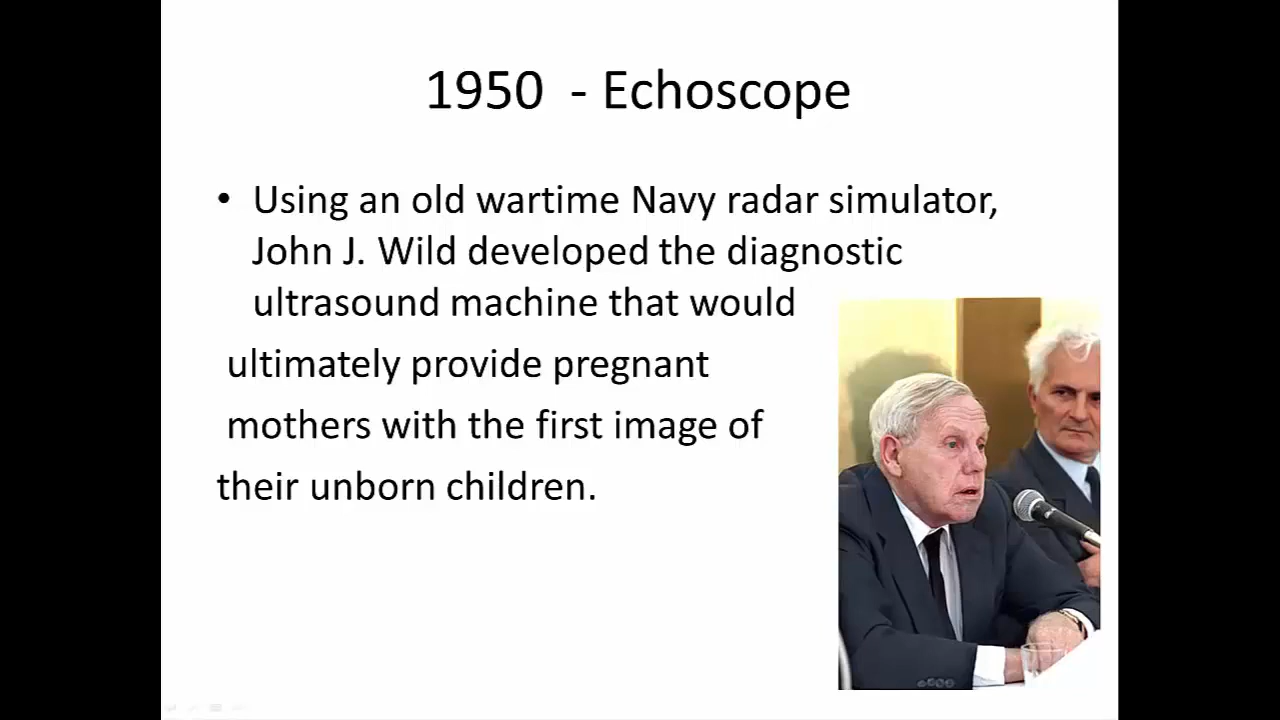 1950 - Echoscope
• Using an old wartime Navy radar simulator,
John J. Wild developed the diagnostic
ultrasound machine that would
ultimately provide pregnant
mothers with the first image of
their unborn children.